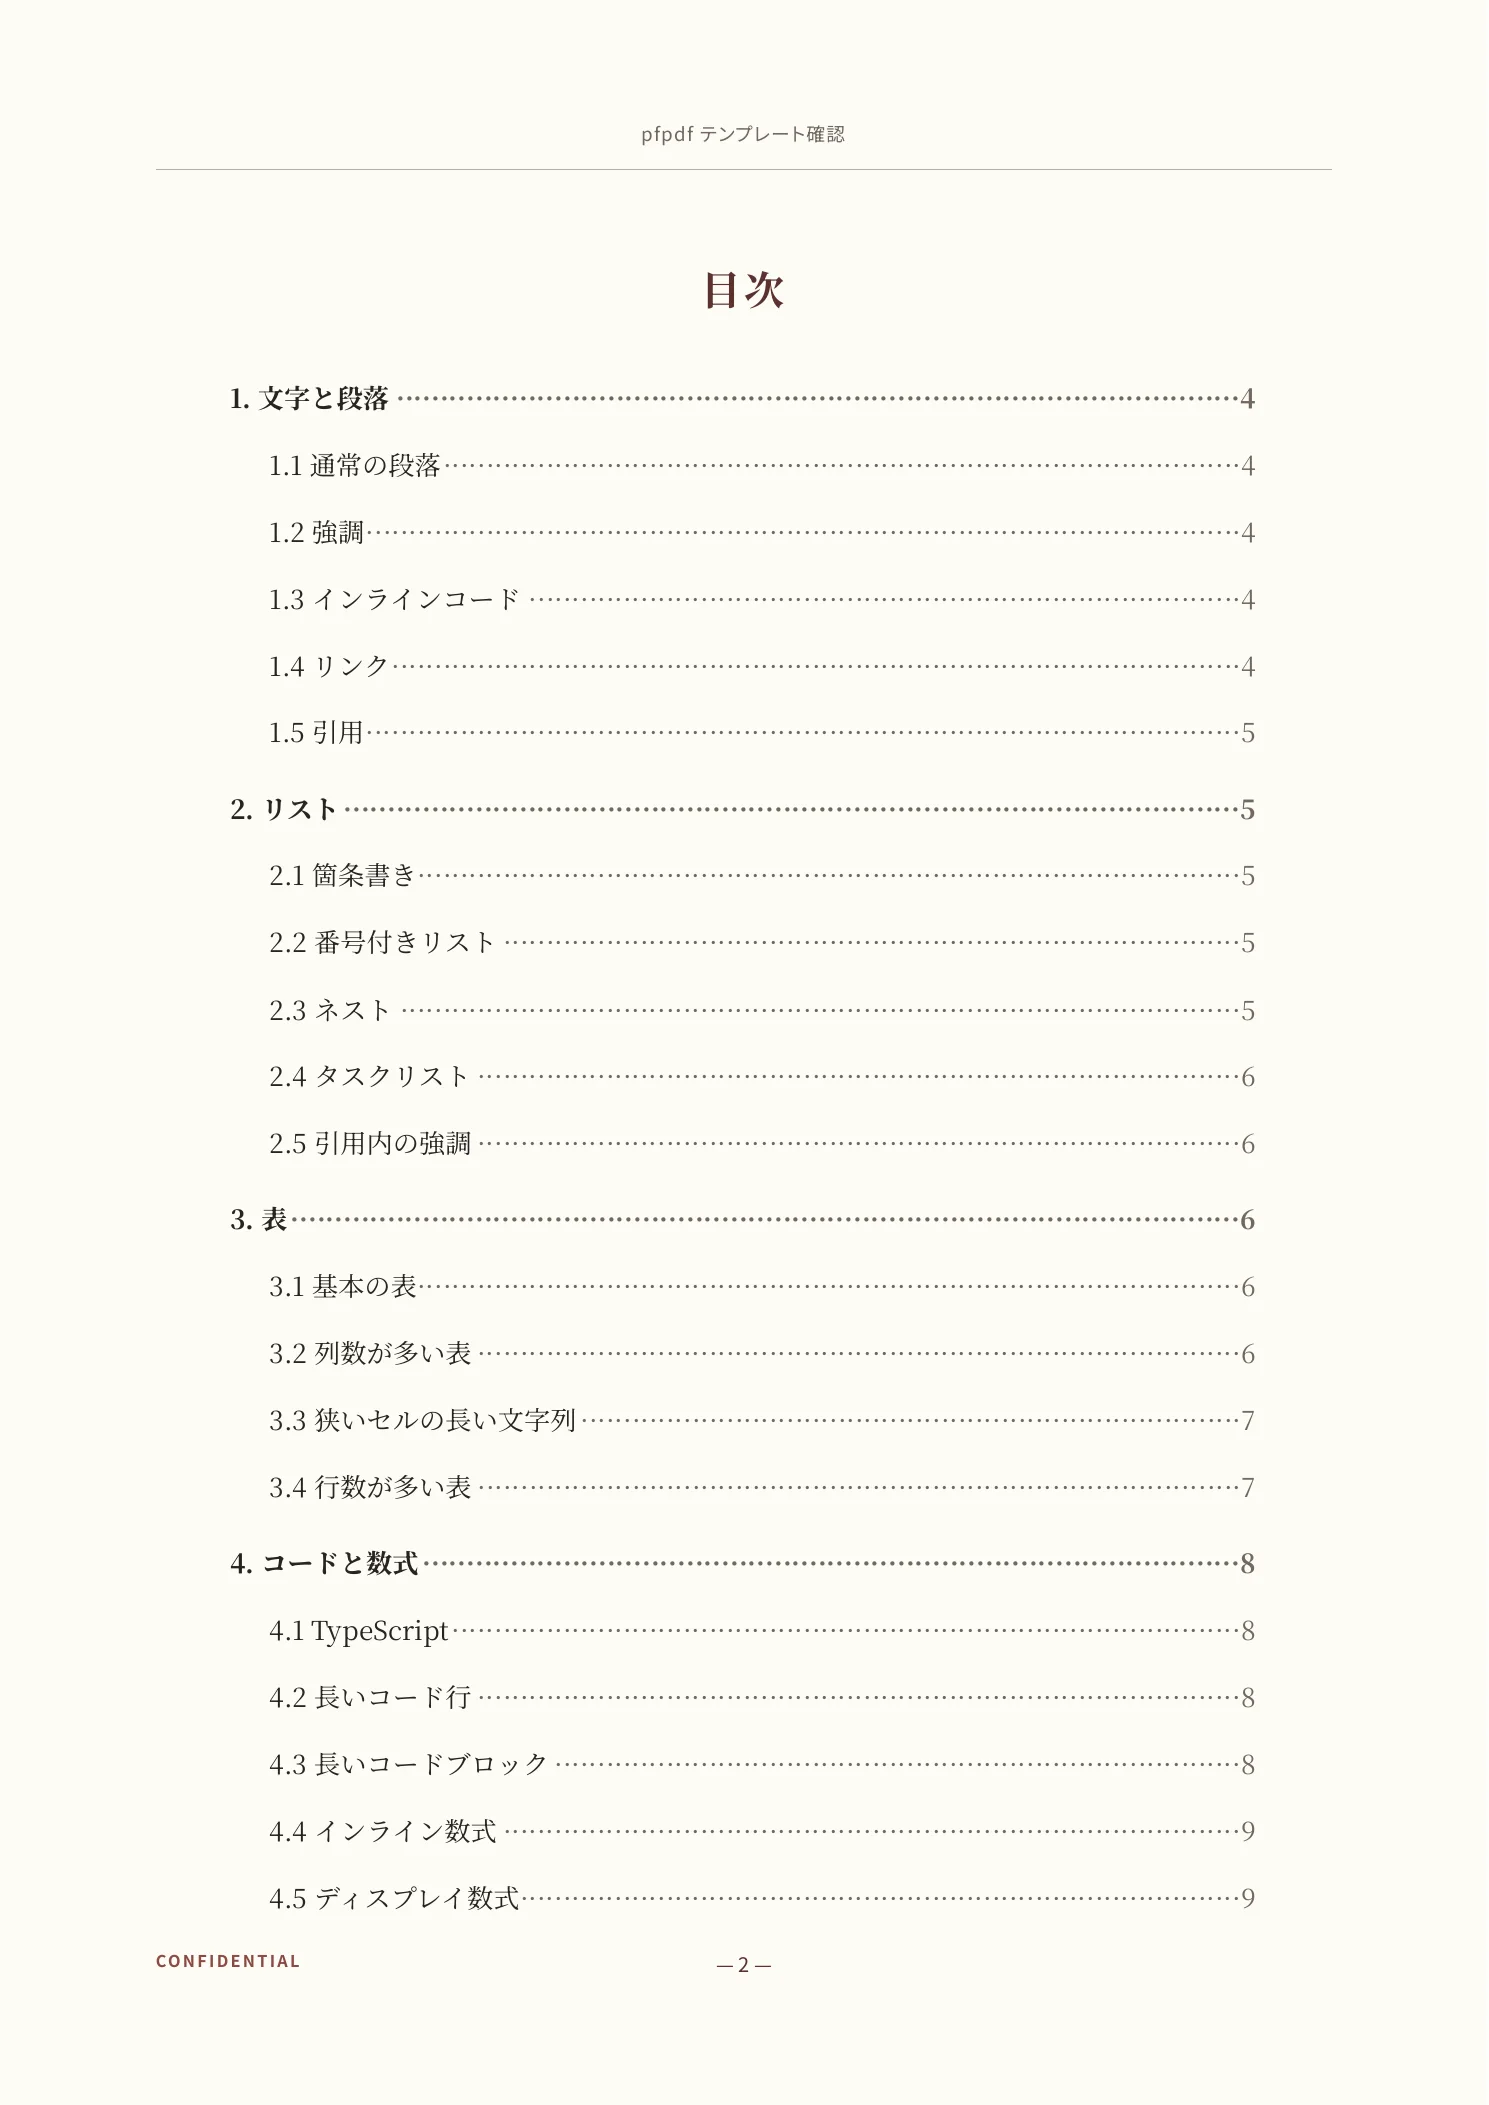 pfpdf テンプレート確認
目次
1. 文字と段落 ⋯⋯⋯⋯⋯⋯⋯⋯⋯⋯ 4
1.1 通常の段落 ⋯⋯⋯⋯⋯⋯⋯⋯⋯⋯ 4
1.2 強調 ⋯⋯⋯⋯⋯⋯⋯⋯⋯⋯ 4
1.3 インラインコード ⋯⋯⋯⋯⋯⋯⋯⋯⋯⋯ 4
1.4 リンク ⋯⋯⋯⋯⋯⋯⋯⋯⋯⋯ 4
1.5 引用 ⋯⋯⋯⋯⋯⋯⋯⋯⋯⋯ 5
2. リスト ⋯⋯⋯⋯⋯⋯⋯⋯⋯⋯ 5
2.1 箇条書き ⋯⋯⋯⋯⋯⋯⋯⋯⋯⋯ 5
2.2 番号付きリスト ⋯⋯⋯⋯⋯⋯⋯⋯⋯⋯ 5
2.3 ネスト ⋯⋯⋯⋯⋯⋯⋯⋯⋯⋯ 5
2.4 タスクリスト ⋯⋯⋯⋯⋯⋯⋯⋯⋯⋯ 6
2.5 引用内の強調 ⋯⋯⋯⋯⋯⋯⋯⋯⋯⋯ 6
3. 表 ⋯⋯⋯⋯⋯⋯⋯⋯⋯⋯ 6
3.1 基本の表 ⋯⋯⋯⋯⋯⋯⋯⋯⋯⋯ 6
3.2 列数が多い表 ⋯⋯⋯⋯⋯⋯⋯⋯⋯⋯ 6
3.3 狭いセルの長い文字列 ⋯⋯⋯⋯⋯⋯⋯⋯⋯⋯ 7
3.4 行数が多い表 ⋯⋯⋯⋯⋯⋯⋯⋯⋯⋯ 7
4. コードと数式 ⋯⋯⋯⋯⋯⋯⋯⋯⋯⋯ 8
4.1 TypeScript ⋯⋯⋯⋯⋯⋯⋯⋯⋯⋯ 8
4.2 長いコード行 ⋯⋯⋯⋯⋯⋯⋯⋯⋯⋯ 8
4.3 長いコードブロック ⋯⋯⋯⋯⋯⋯⋯⋯⋯⋯ 8
4.4 インライン数式 ⋯⋯⋯⋯⋯⋯⋯⋯⋯⋯ 9
4.5 ディスプレイ数式 ⋯⋯⋯⋯⋯⋯⋯⋯⋯⋯ 9
CONFIDENTIAL
— 2 —